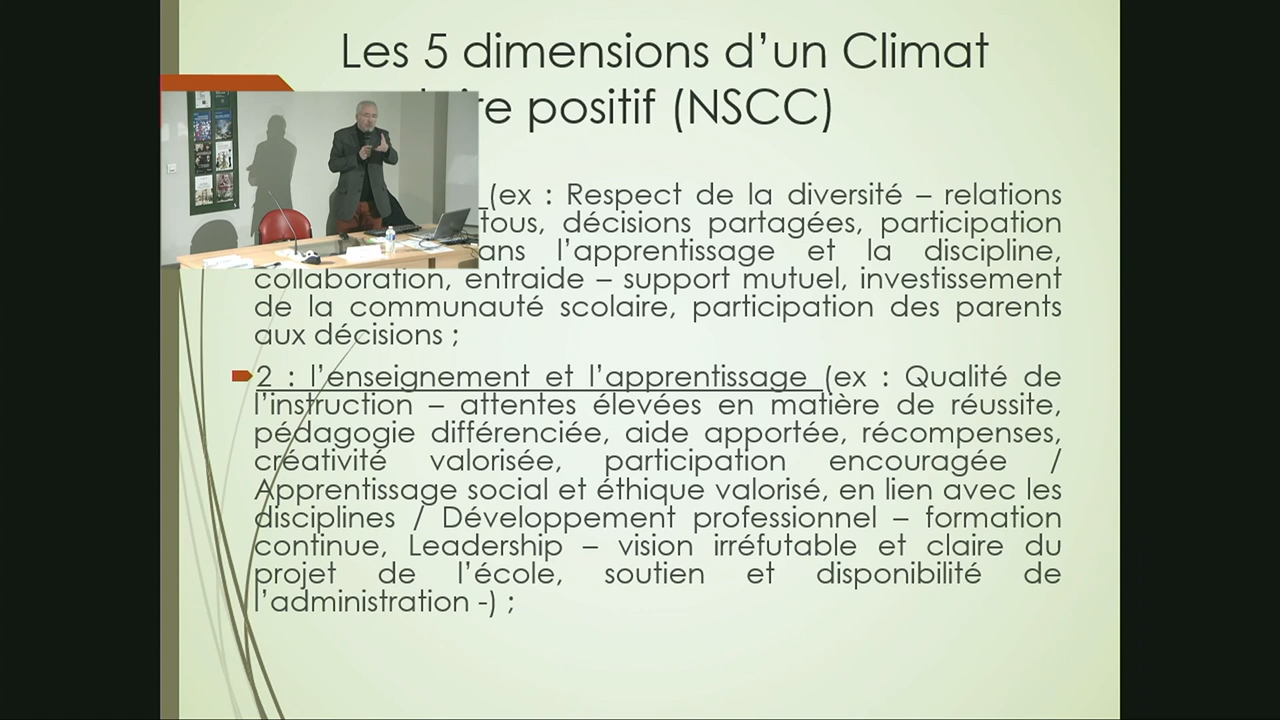 Les 5 dimensions d’un Climat
positif (NSCC)
(ex : Respect de la diversité – relations
tous, décisions partagées, participation
l’apprentissage et la discipline,
collaboration, entraide – support mutuel, investissement
de la communauté scolaire, participation des parents
aux décisions ;
2 : l’enseignement et l’apprentissage (ex : Qualité de
l’instruction – attentes élevées en matière de réussite,
pédagogie différenciée, aide apportée, récompenses,
créativité valorisée, participation encouragée /
Apprentissage social et éthique valorisé, en lien avec les
disciplines / Développement professionnel – formation
continue, Leadership – vision irréfutable et claire du
projet de l’école, soutien et disponibilité de
l’administration -) ;